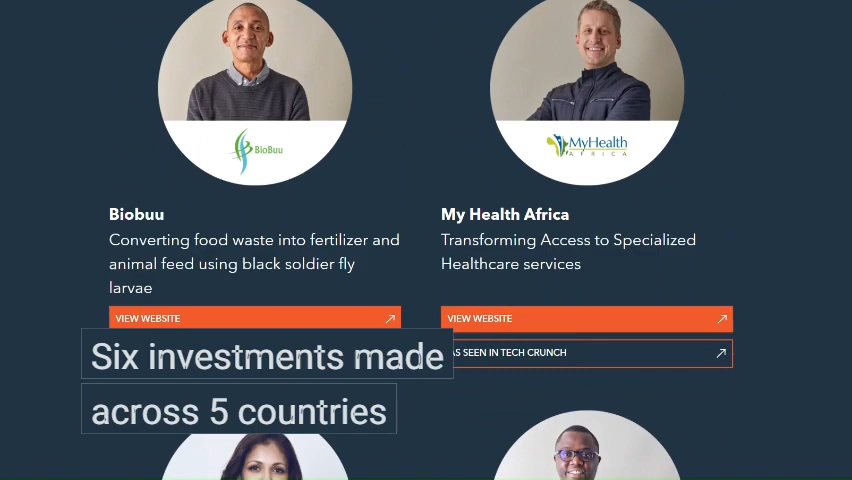 BioBuu
MyHealth
AFRICA
Biobuu
Converting food waste into fertilizer and
animal feed using black soldier fly
larvae
VIEW WEBSITE
My Health Africa
Transforming Access to Specialized
Healthcare services
VIEW WEBSITE
AS SEEN IN TECH CRUNCH
Six investments made
across 5 countries